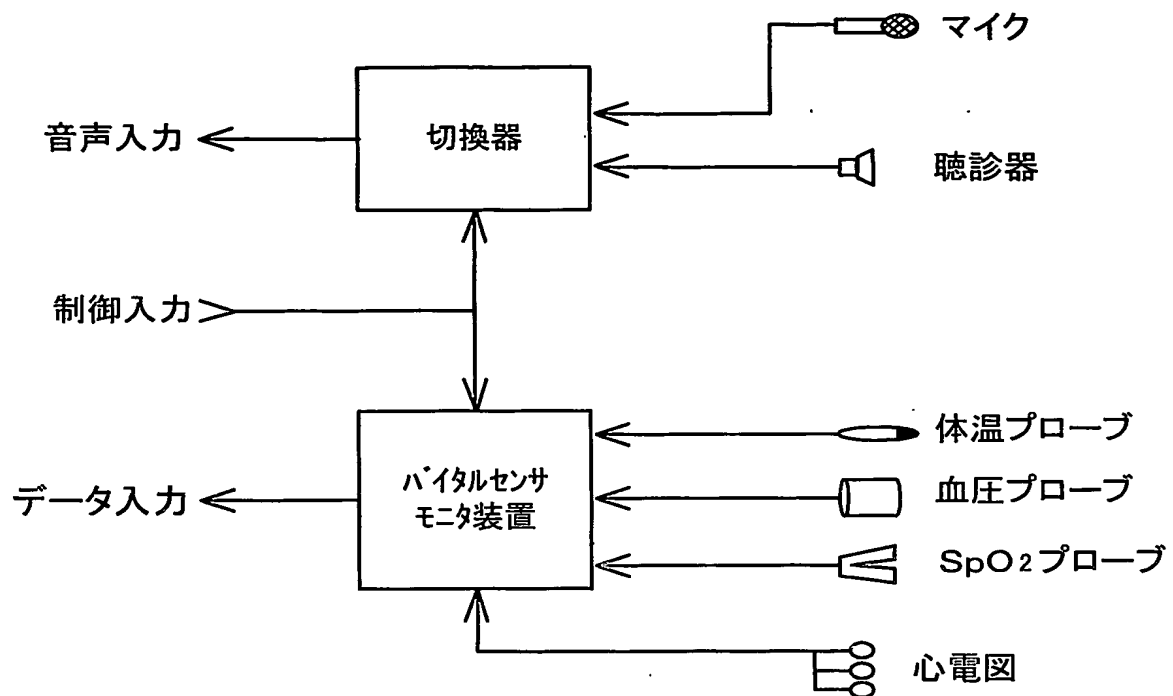 マイク
音声入力
切換器
聴診器
制御入力
体温プローブ
データ入力
バイタルセンサ
モニタ装置
血圧プローブ
SpO2プローブ
心電図